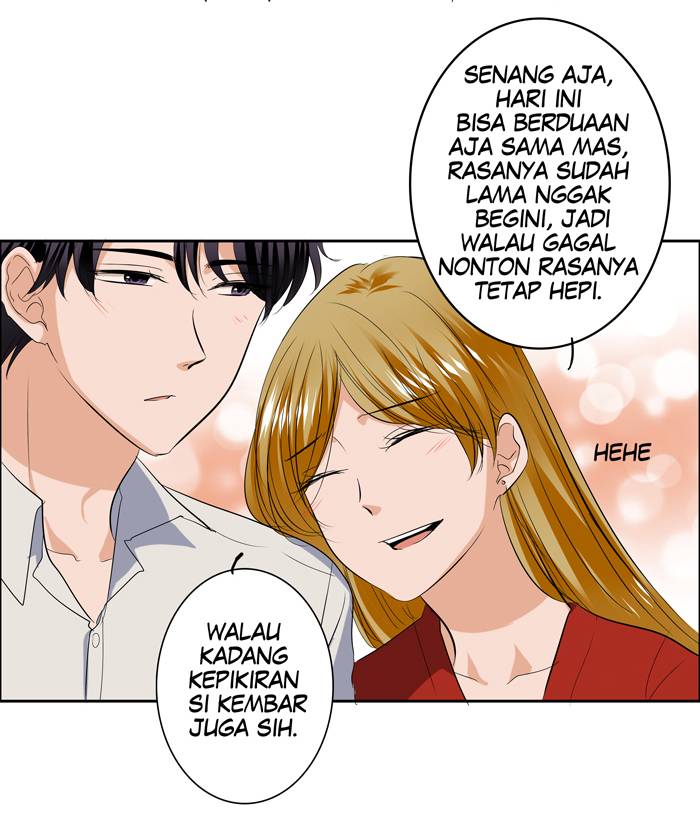 SENANG AJA,
HARI INI
BISA BERDUAAN
AJA SAMA MAS,
RASANYA SUDAH
LAMA NGGAK
BEGINI, JADI
WALAU GAGAL
NONTON RASANYA
TETAP HEPI.
HEHE
WALAU
KADANG
KEPIKIRAN
SI KEMBAR
JUGA SIH.